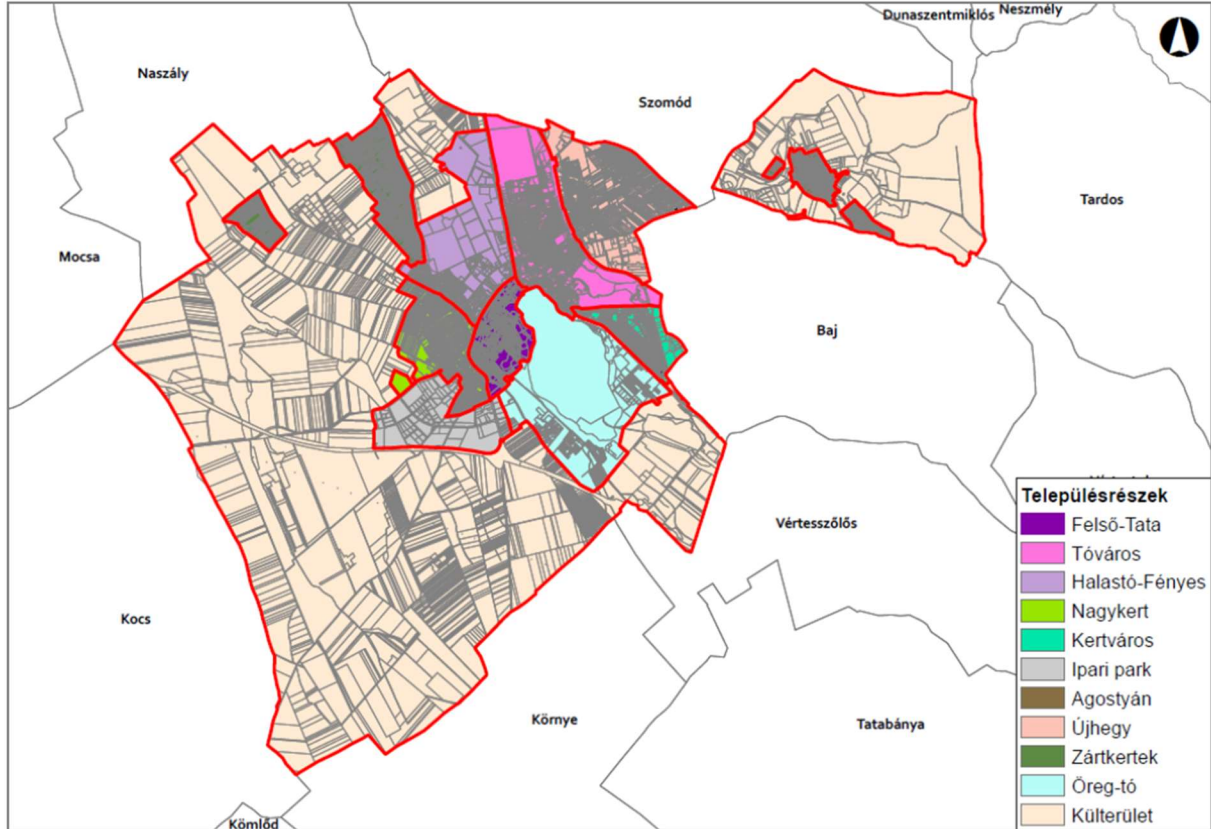 Dunaszentmiklós
Neszmély
Naszály
Szomód
Tardos
Mocsa
Baj
Vértesszőlős
Kocs
Környe
Tatabánya
Kömlőd
Településrészek
Felső-Tata
Tóváros
Halastó-Fényes
Nagykert
Kertváros
Ipari park
Agostyán
Újhegy
Zártkertek
Öreg-tó
Külterület